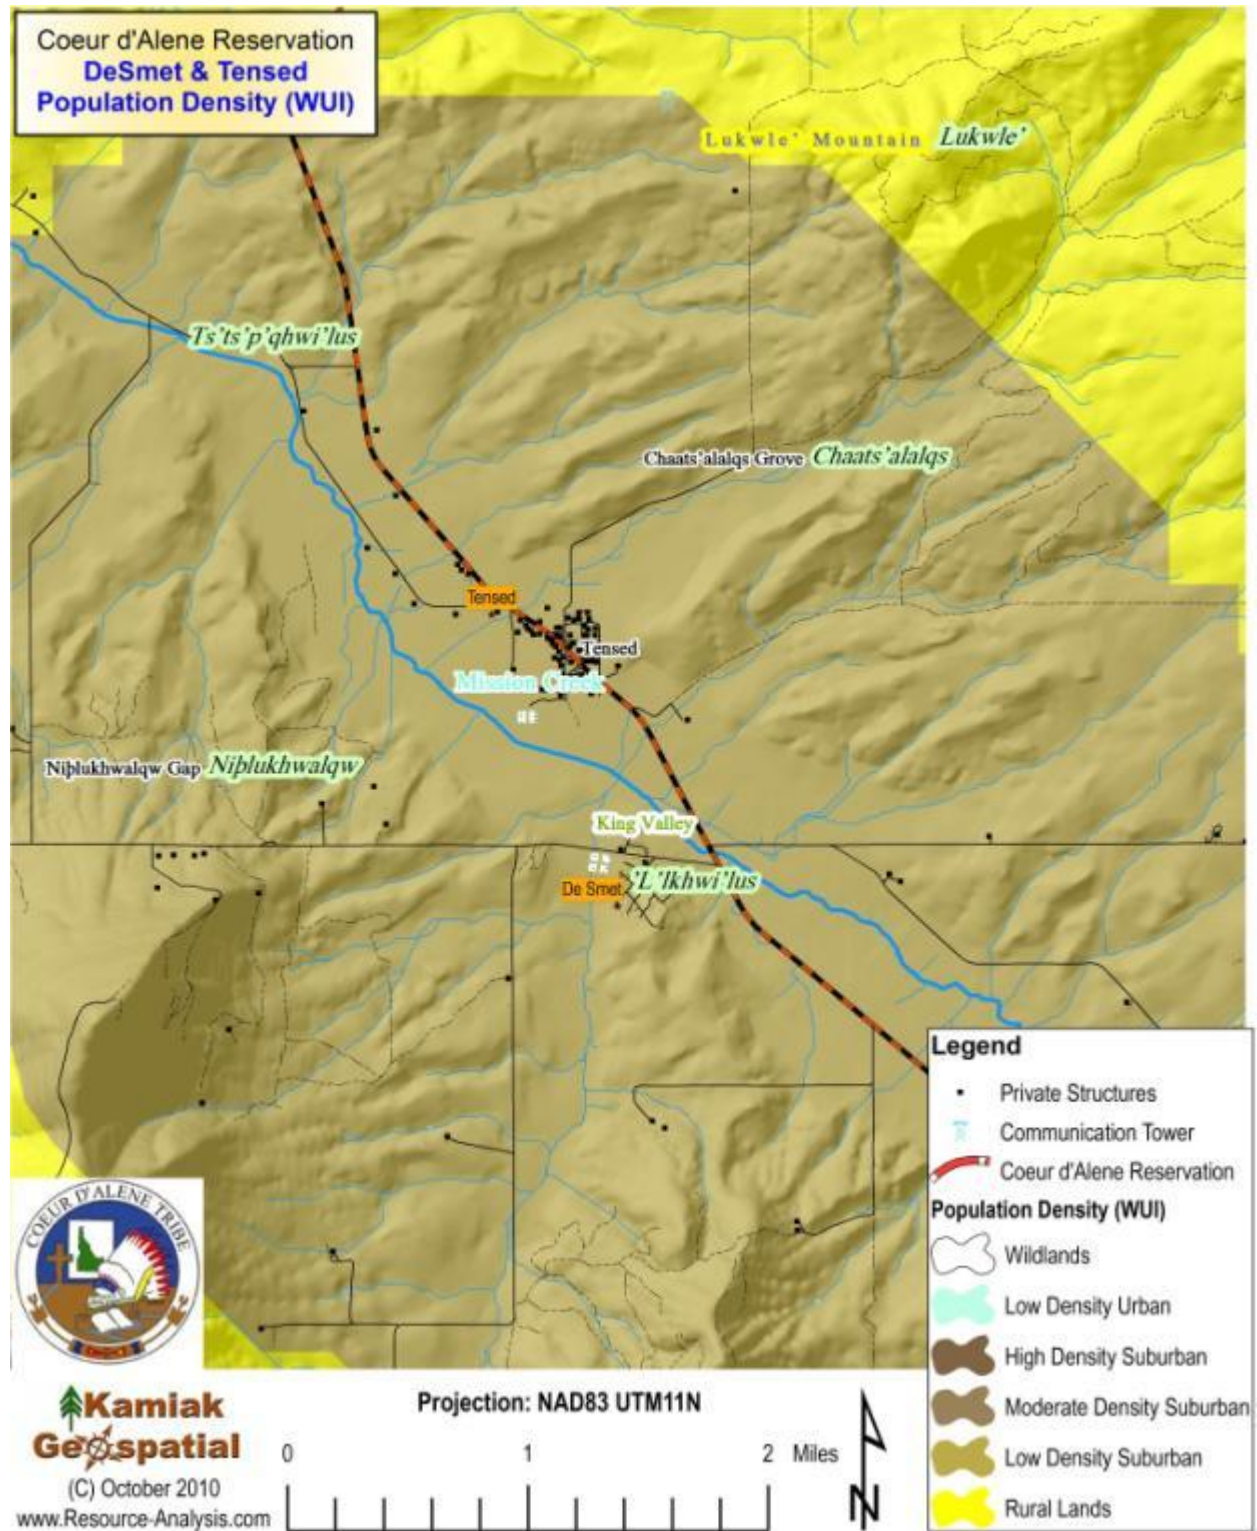 Coeur d'Alene Reservation
DeSmet & Tensed
Population Density (WUI)
Lukwle' Mountain Lukwle'
Ts'ts'p'qhwi'lus
Chaats'alalqs Grove Chaats'alalqs
Tensed
Tensed
Mission Creek
Niþlukhwalqw Gap Niþlukhwalqw
King Valley
De Smet 'L'lkhwi'lus
Legend
Private Structures
Communication Tower
Coeur d'Alene Reservation
Population Density (WUI)
Wildlands
Low Density Urban
High Density Suburban
Moderate Density Suburban
Low Density Suburban
Rural Lands
COEUR D'ALENE TRIBE
Kamiak
Geospatial
(C) October 2010
www.Resource-Analysis.com
Projection: NAD83 UTM11N
0 1 2 Miles
N